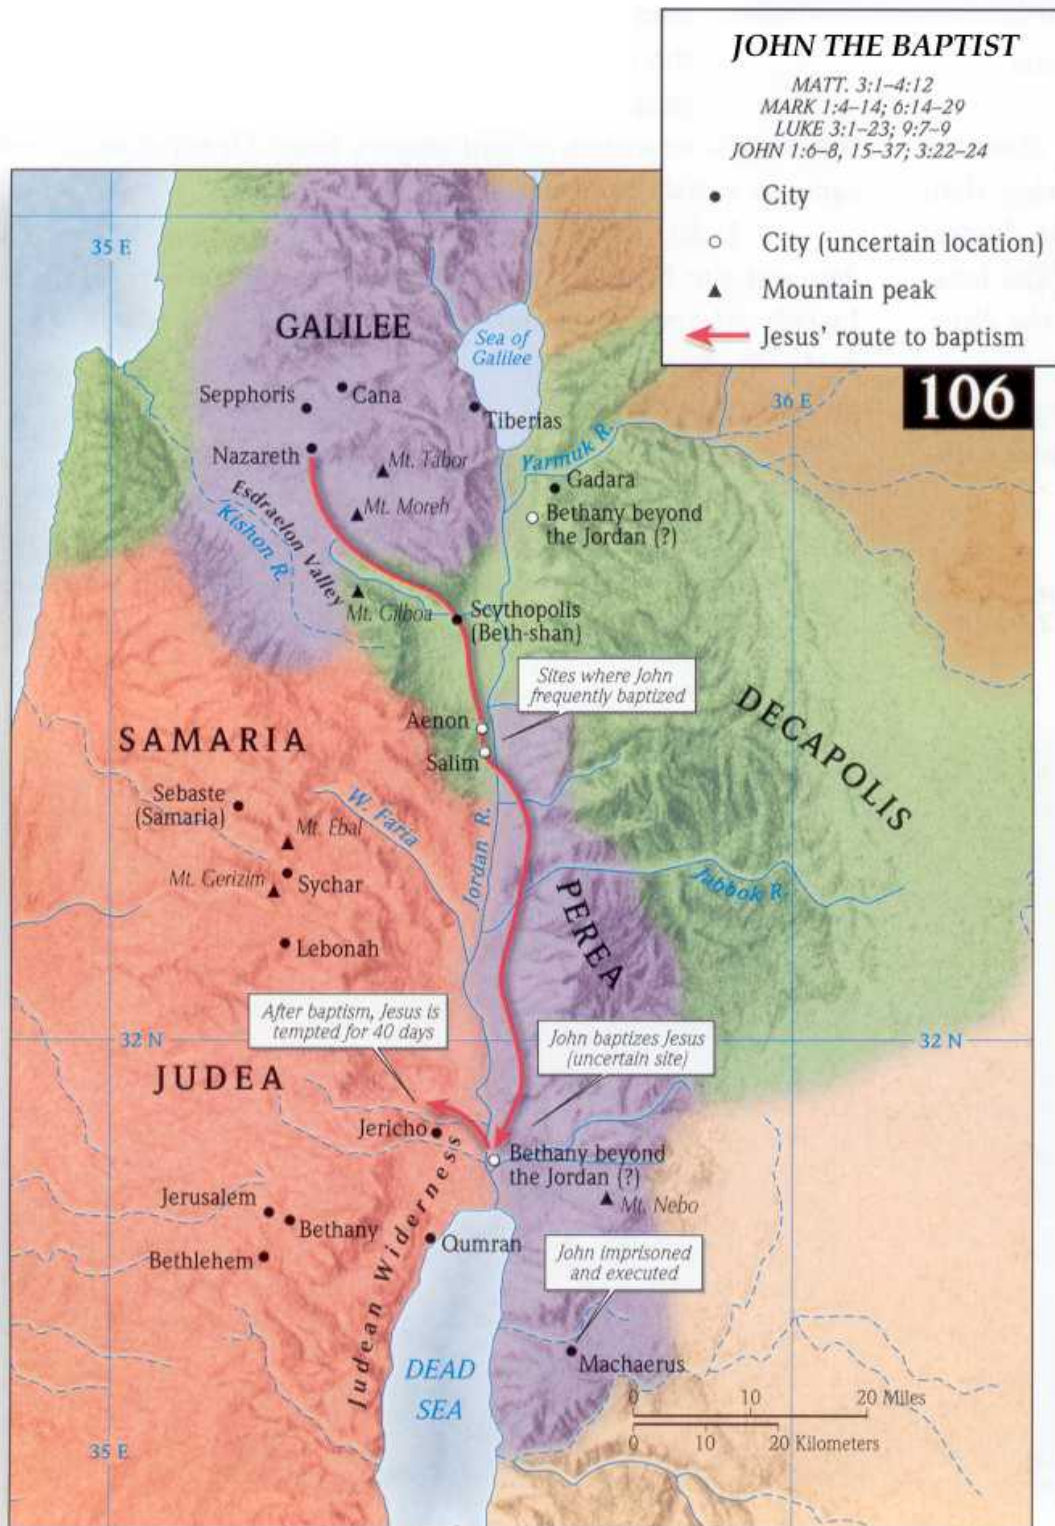 JOHN THE BAPTIST
MATT. 3:1–4:12
MARK 1:4–14; 6:14–29
LUKE 3:1–23; 9:7–9
JOHN 1:6–8, 15–37; 3:22–24
City
City (uncertain location)
Mountain peak
Jesus' route to baptism
106
35 E
36 E
GALILEE
Sea of
Galilee
Sepphoris
Cana
Tiberias
Nazareth
Mt. Tabor
Yarmuk R.
Gadara
Mt. Moreh
Bethany beyond
the Jordan (?)
Esdraelon Valley
Kishon R.
Mt. Gilboa
Scythopolis
(Beth-shan)
Sites where John
frequently baptized
DECAPOLIS
Aenon
Salim
SAMARIA
Sebaste
(Samaria)
W. Faria
Jordan R.
Mt. Ebal
Mt. Gerizim
Sychar
Jabbok R.
PEREA
Lebonah
After baptism, Jesus is
tempted for 40 days
John baptizes Jesus
(uncertain site)
32 N
32 N
JUDEA
Jericho
Bethany beyond
the Jordan (?)
Mt. Nebo
Jerusalem
Bethany
Bethlehem
Qumran
Judean Widerness
John imprisoned
and executed
Machaerus
DEAD
SEA
0 10 20 Miles
0 10 20 Kilometers
35 E